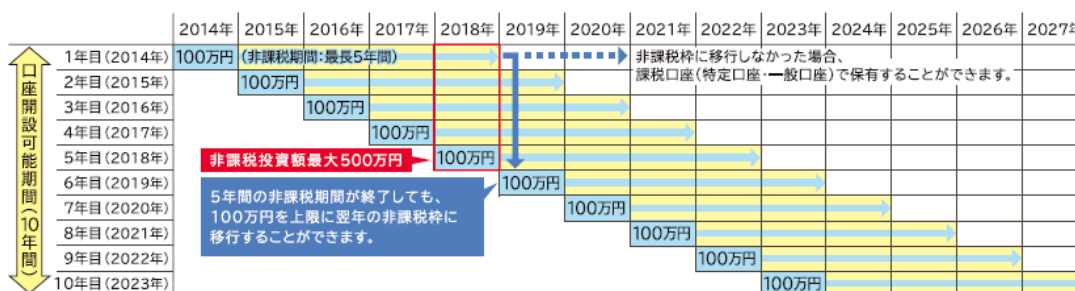 2014年 2015年 2016年 2017年 2018年 2019年 2020年 2021年 2022年 2023年 2024年 2025年 2026年 2027年
口座開設可能期間(10年間)
1年目(2014年) 100万円 (非課税期間:最長5年間)
非課税枠に移行しなかった場合、
課税口座(特定口座・一般口座)で保有することができます。
2年目(2015年) 100万円
3年目(2016年) 100万円
4年目(2017年) 100万円
5年目(2018年) 非課税投資額最大500万円 100万円
6年目(2019年) 100万円
5年間の非課税期間が終了しても、
100万円を上限に翌年の非課税枠に
移行することができます。
7年目(2020年) 100万円
8年目(2021年) 100万円
9年目(2022年) 100万円
10年目(2023年) 100万円